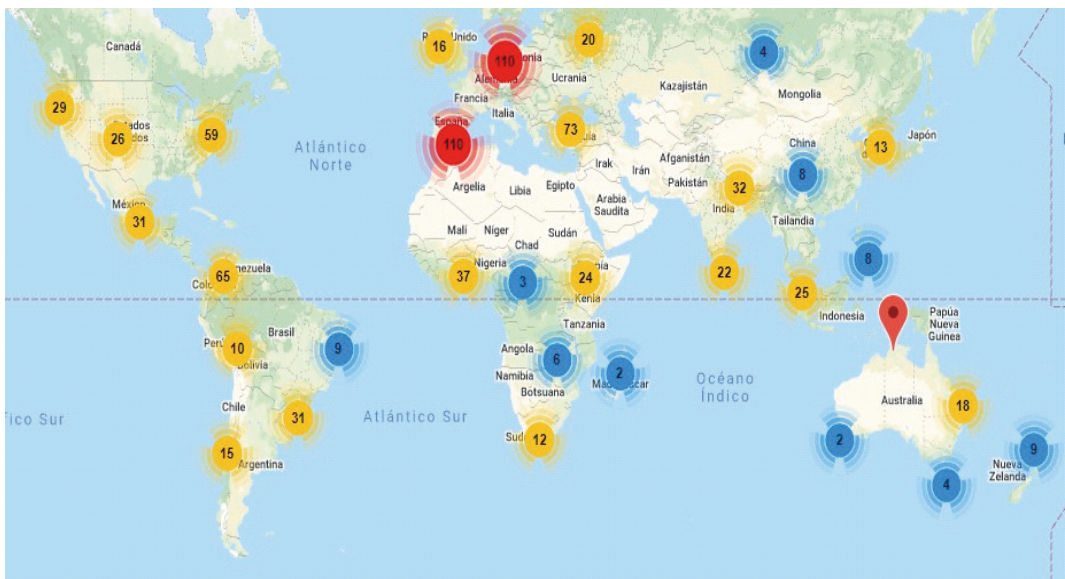 Canadá
16
20
110
4
Ucrania
Kazajistán
Mongolia
Francia
29
26
59
Italia
73
Atlántico
Norte
España
110
Irak
Irán
Afganistán
Pakistán
China
8
13
Japón
Argelia
Libia
Egipto
Arabia
Saudita
32
India
México
31
Malí
Níger
Chad
Sudán
Tailandia
65
37
Nigeria
3
24
Kenia
22
25
8
Indonesia
Papúa
Nueva
Guinea
Tanzania
10
Brasil
9
Bolivia
Angola
6
2
Namibia
Botsuana
Océano
Índico
Australia
18
Chile
31
Atlántico Sur
12
2
15
Argentina
Nueva
Zelanda
9
4